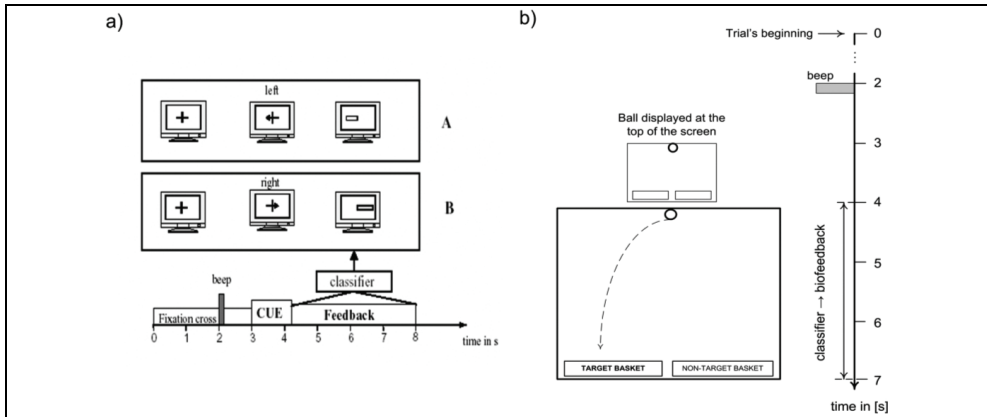 a)
left
A
right
B
beep
classifier
Fixation cross
CUE
Feedback
0 1 2 3 4 5 6 7 8
time in s
b)
Trial's beginning
0
beep
2
Ball displayed at the
top of the screen
3
4
classifier → biofeedback
5
6
TARGET BASKET
NON-TARGET BASKET
7
time in [s]